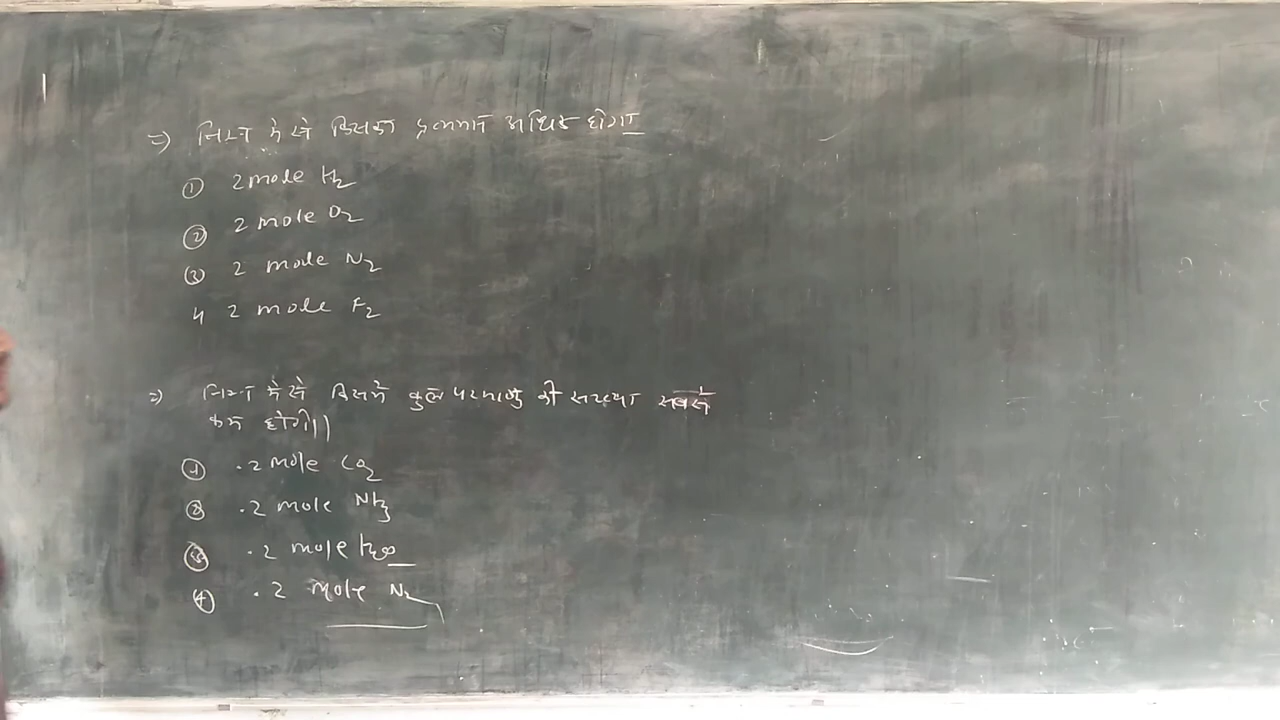 =) निम्न मे से किसका द्रव्यमान अधिक होगा
① 2 mole H2
② 2 mole O2
③ 2 mole N2
4 2 mole F2
=) निम्न मे से किसमें कुल परमाणु की संख्या सबसे
कम होगी||
① .2 mole CO2
② .2 mole NH3
③ .2 mole H2O
④ .2 mole N2